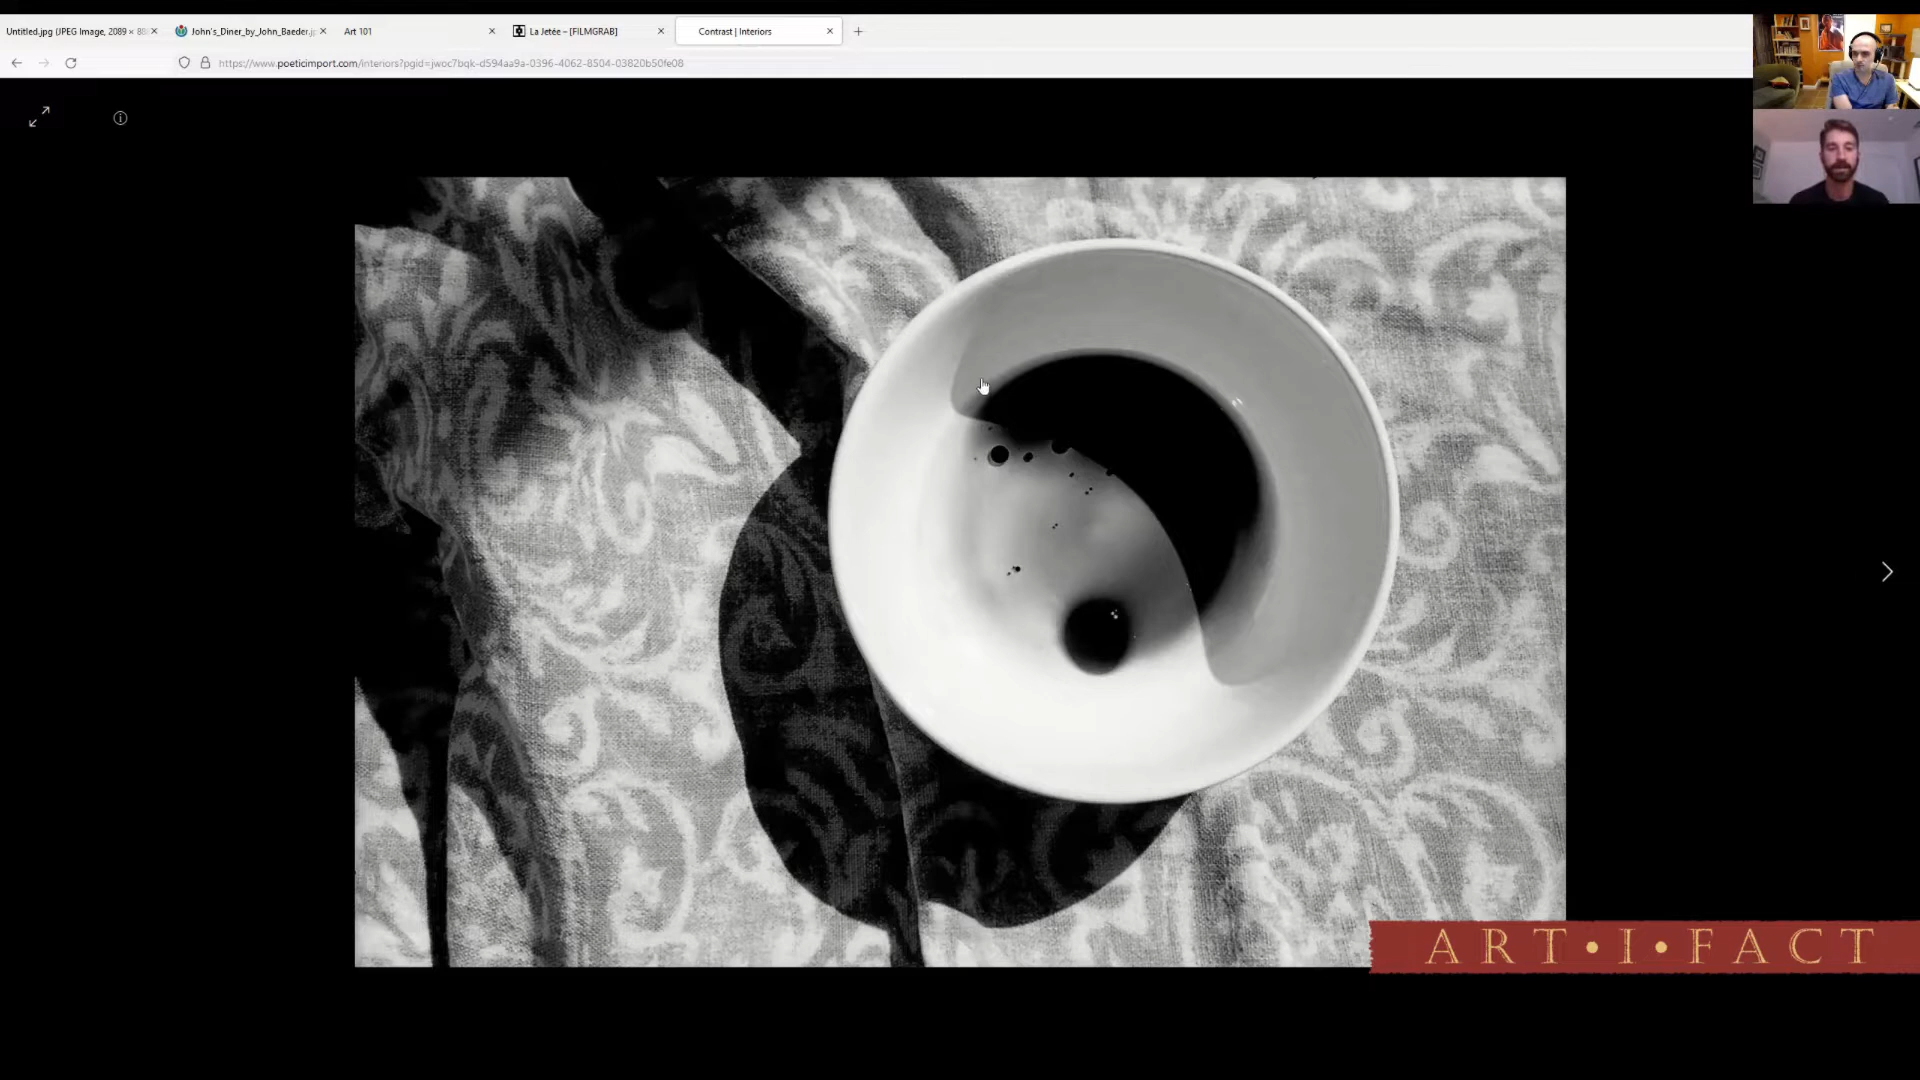 Untitled.jpg (JPEG Image, 2089 × 88
John's_Diner_by_John_Baeder.j
Art 101
La Jetée – [FILMGRAB]
Contrast | Interiors
https://www.poeticimport.com/interiors?pgid=jwoc7bqk-d594aa9a-0396-4062-8504-03820b50fe08
ART•I•FACT